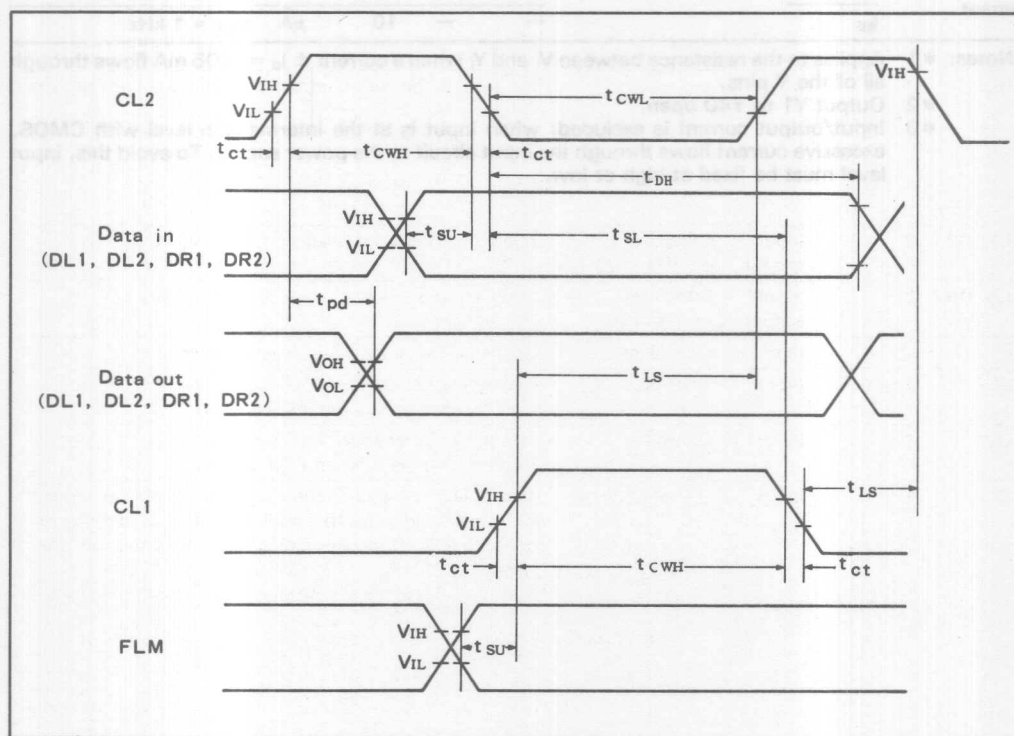 CL2
VIH
VIL
tct
tCWH
tct
tCWL
VIH
tDH
Data in
(DL1, DL2, DR1, DR2)
VIH
VIL
tSU
tSL
tpd
Data out
(DL1, DL2, DR1, DR2)
VOH
VOL
tLS
CL1
VIH
VIL
tLS
tct
tCWH
tct
FLM
VIH
VIL
tSU